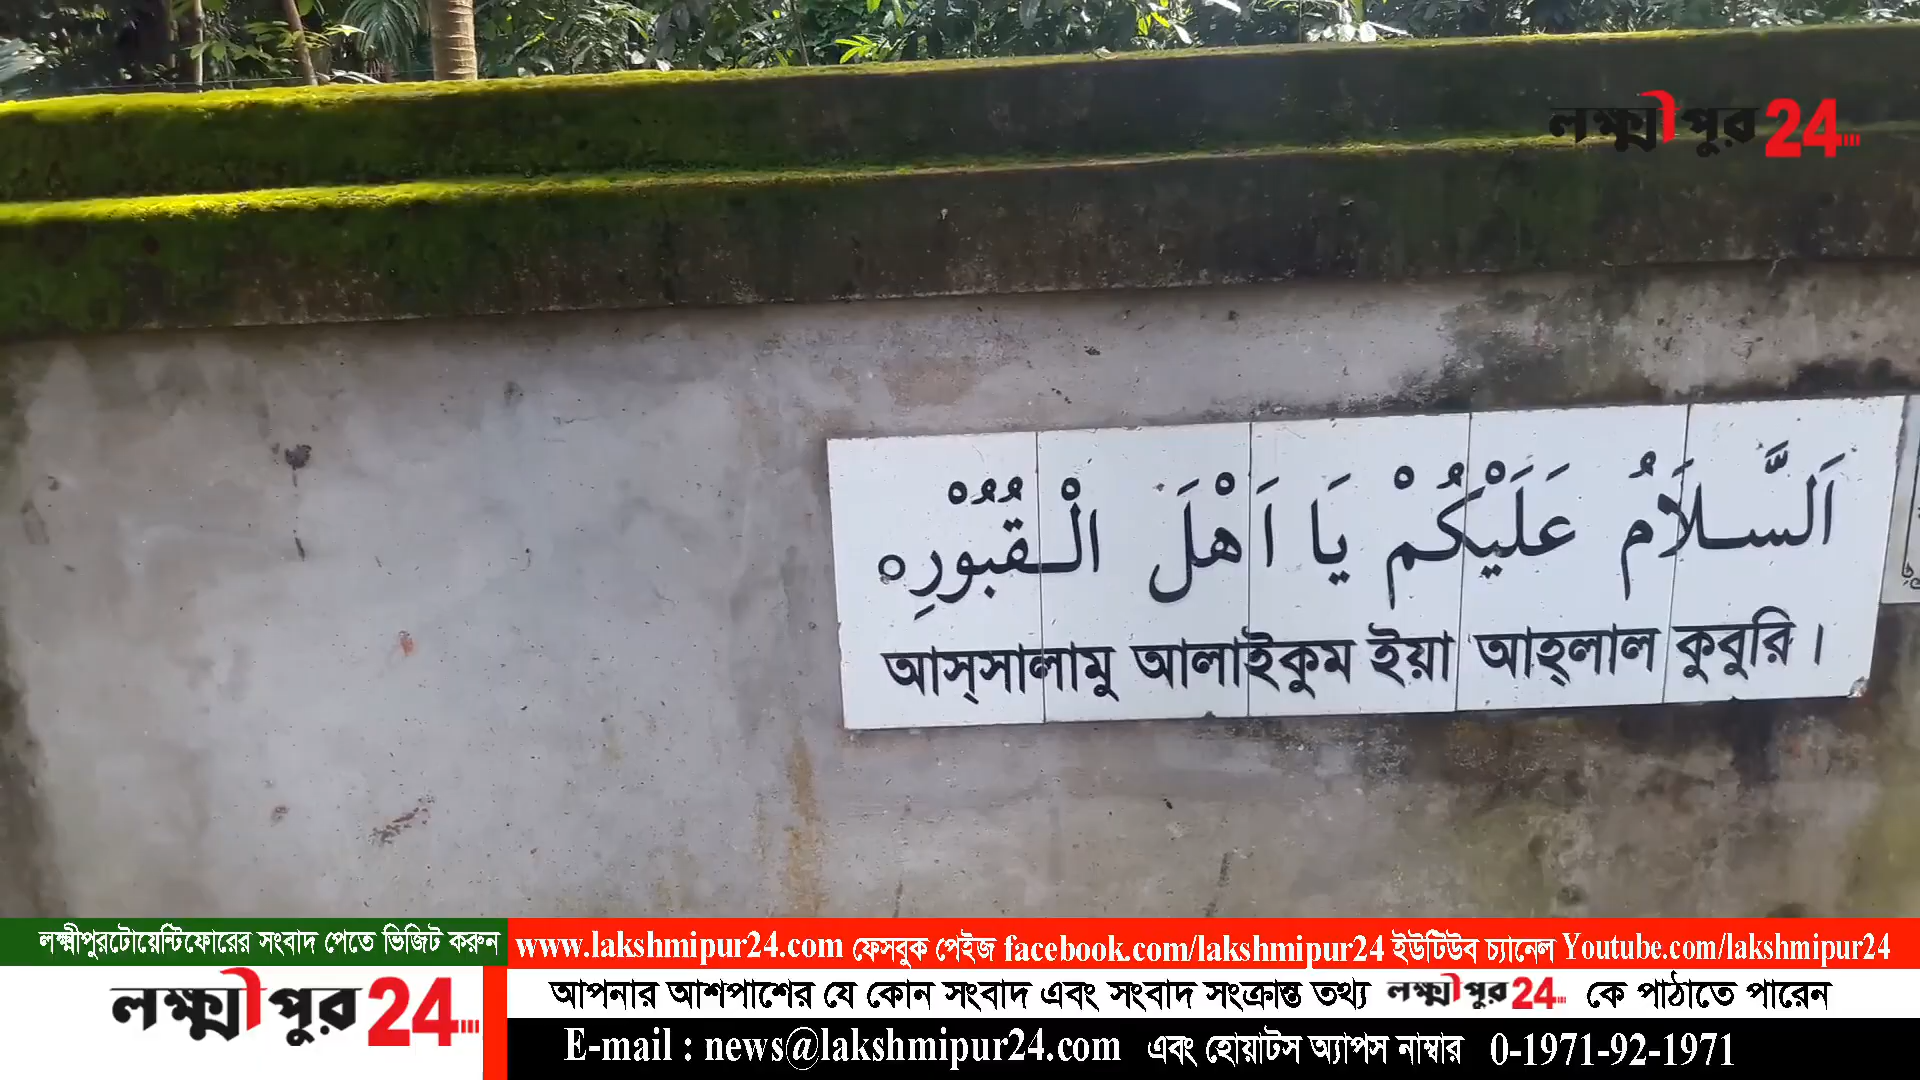 লক্ষ্মীপুর 24
اَلسَّلاَمُ عَلَيْكُمْ يَا اَهْلَ الْقُبُوْرِ٥
আস্সালামু আলাইকুম ইয়া আহ্লাল কুবুরি।
লক্ষ্মীপুরটোয়েন্টিফোরের সংবাদ পেতে ভিজিট করুন www.lakshmipur24.com ফেসবুক পেইজ facebook.com/lakshmipur24 ইউটিউব চ্যানেল Youtube.com/lakshmipur24
লক্ষ্মীপুর 24
আপনার আশপাশের যে কোন সংবাদ এবং সংবাদ সংক্রান্ত তথ্য লক্ষ্মীপুর 24 কে পাঠাতে পারেন
E-mail : news@lakshmipur24.com এবং হোয়াটস অ্যাপস নাম্বার 0-1971-92-1971